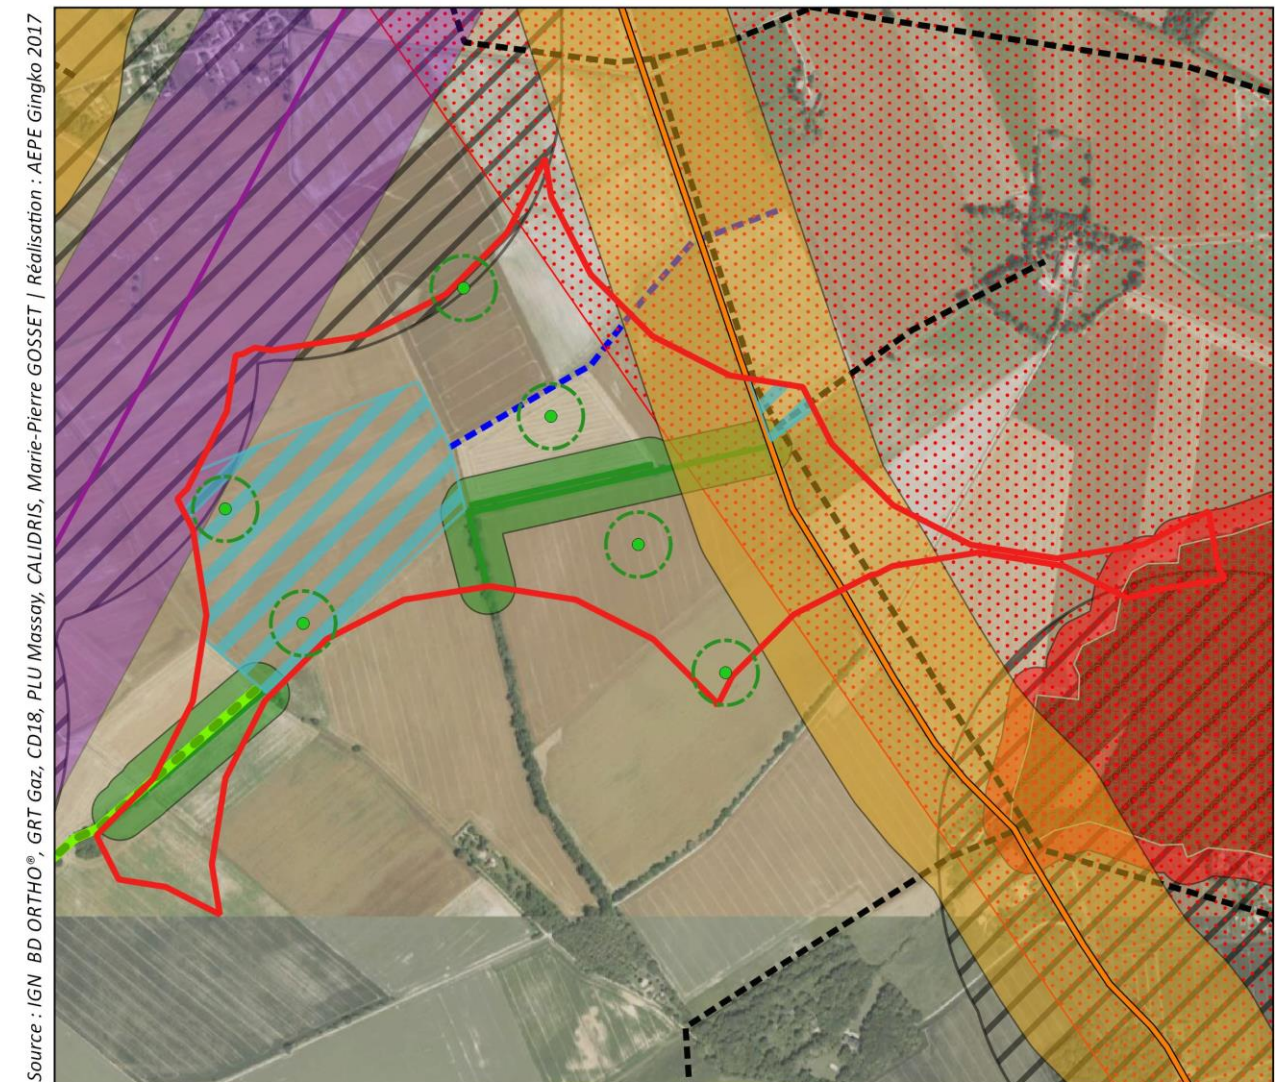 Source : IGN BD ORTHO®, GRT Gaz, CD18, PLU Massay, CALIDRIS, Marie-Pierre GOSSET | Réalisation : AEPE Gingko 2017